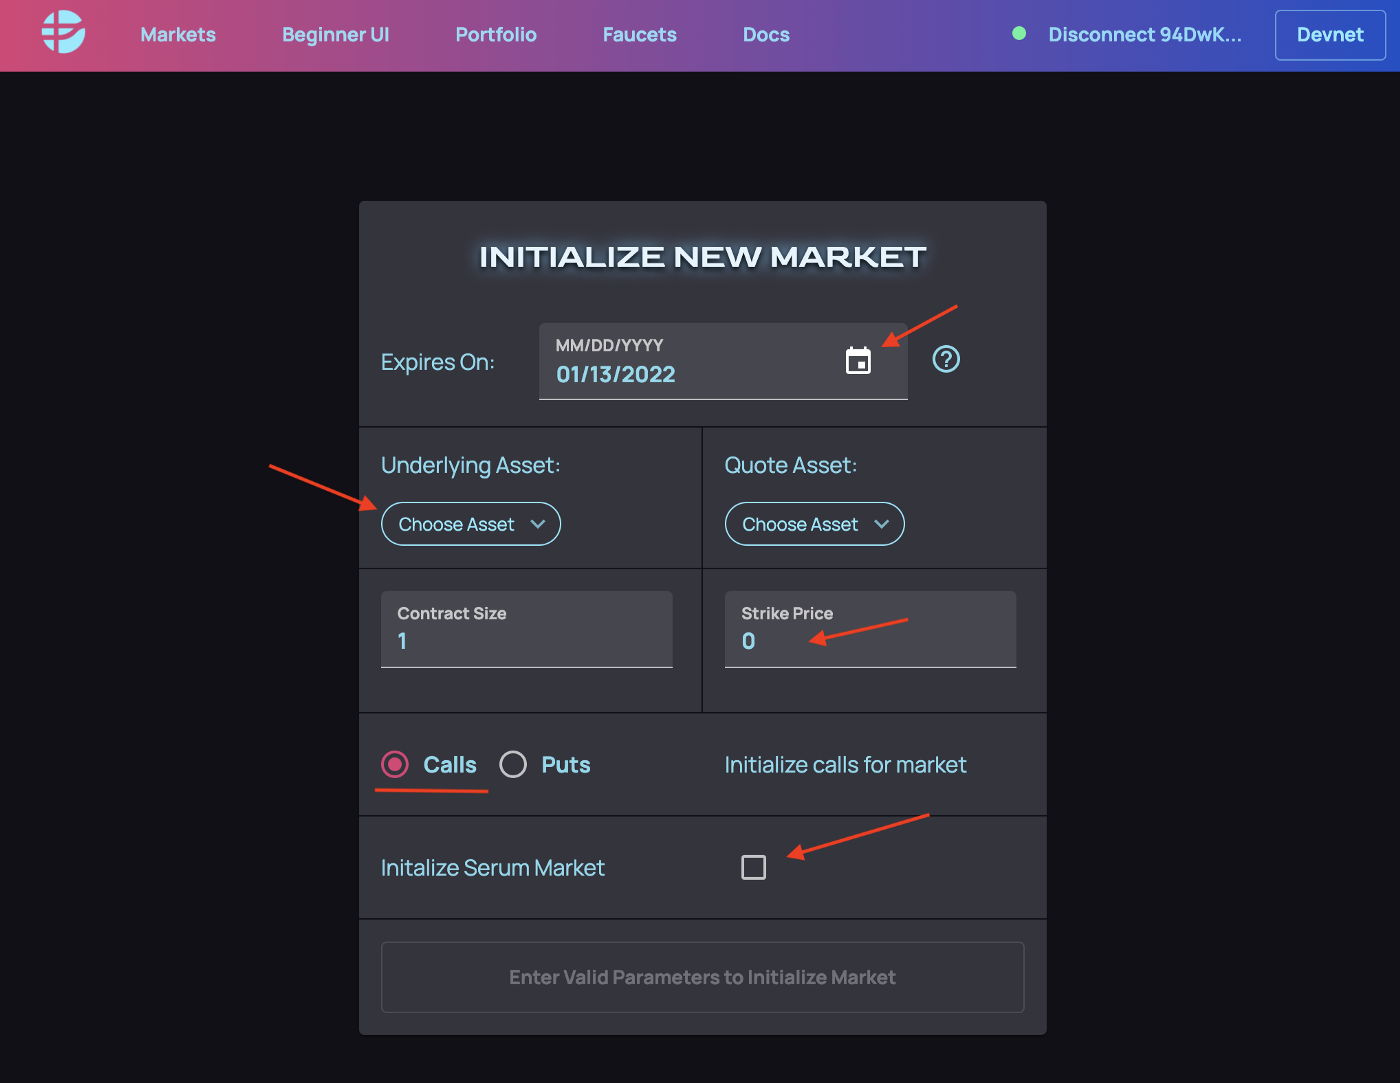 Markets Beginner UI Portfolio Faucets Docs Disconnect 94DwK... Devnet
INITIALIZE NEW MARKET
Expires On:
MM/DD/YYYY
01/13/2022
Underlying Asset:
Choose Asset
Quote Asset:
Choose Asset
Contract Size
1
Strike Price
0
Calls Puts Initialize calls for market
Initalize Serum Market
Enter Valid Parameters to Initialize Market